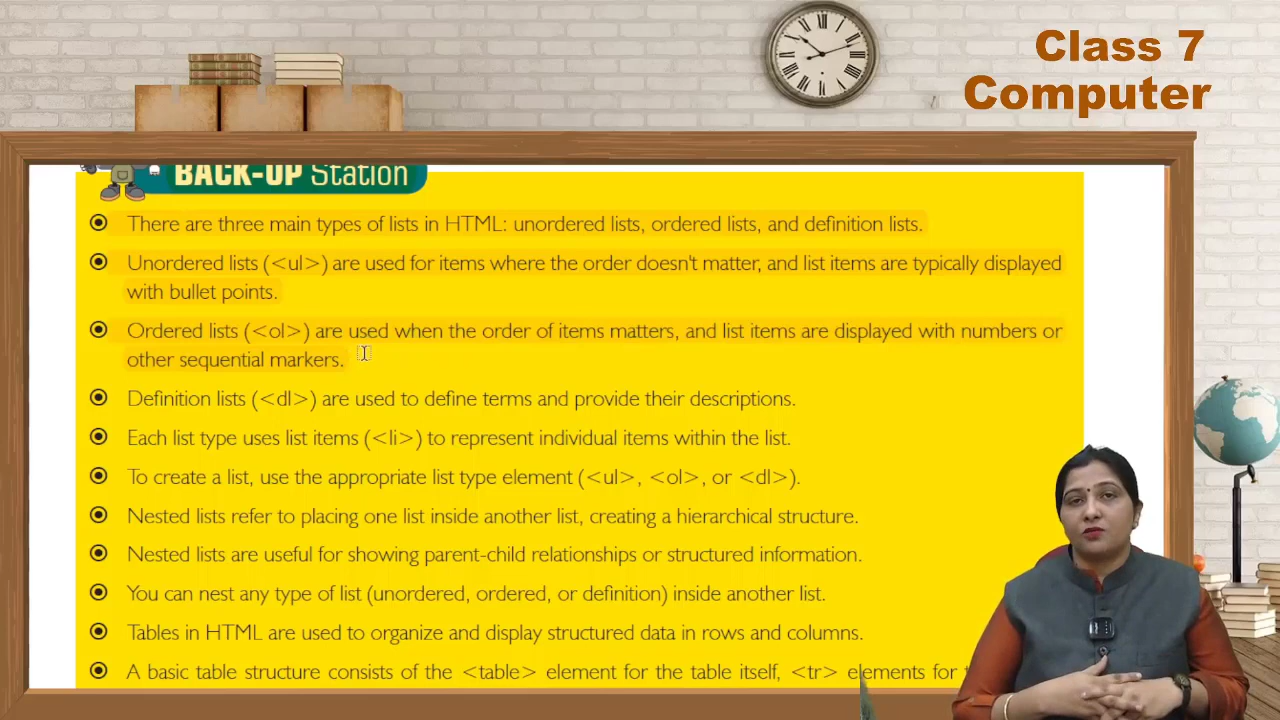 Class 7
Computer
BACK-UP Station
There are three main types of lists in HTML: unordered lists, ordered lists, and definition lists.
Unordered lists (<ul>) are used for items where the order doesn't matter, and list items are typically displayed
with bullet points.
Ordered lists (<ol>) are used when the order of items matters, and list items are displayed with numbers or
other sequential markers.
Definition lists (<dl>) are used to define terms and provide their descriptions.
Each list type uses list items (<li>) to represent individual items within the list.
To create a list, use the appropriate list type element (<ul>, <ol>, or <dl>).
Nested lists refer to placing one list inside another list, creating a hierarchical structure.
Nested lists are useful for showing parent-child relationships or structured information.
You can nest any type of list (unordered, ordered, or definition) inside another list.
Tables in HTML are used to organize and display structured data in rows and columns.
A basic table structure consists of the <table> element for the table itself, <tr> elements for